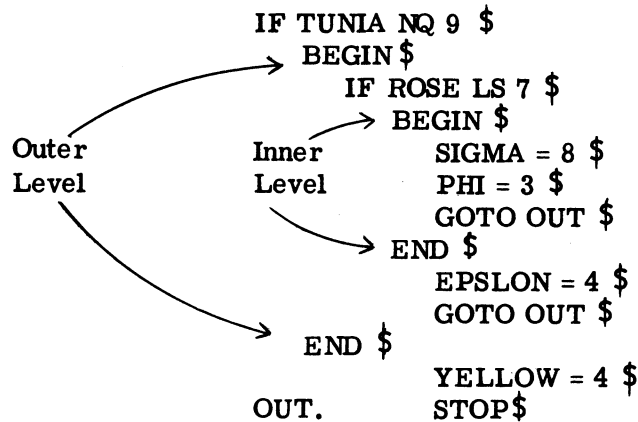 IF TUNIA NQ 9 $
BEGIN $
IF ROSE LS 7 $
BEGIN $
Outer
Level
Inner
Level
SIGMA = 8 $
PHI = 3 $
GOTO OUT $
END $
EPSLON = 4 $
GOTO OUT $
END $
YELLOW = 4 $
OUT. STOP $